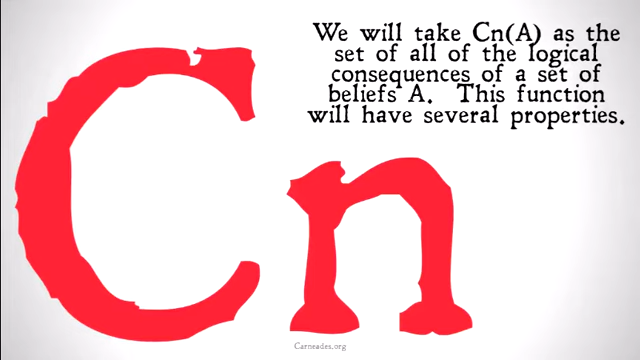 We will take Cn(A) as the
set of all of the logical
consequences of a set of
beliefs A.  This function
will have several properties.
Cn
Carneades.org